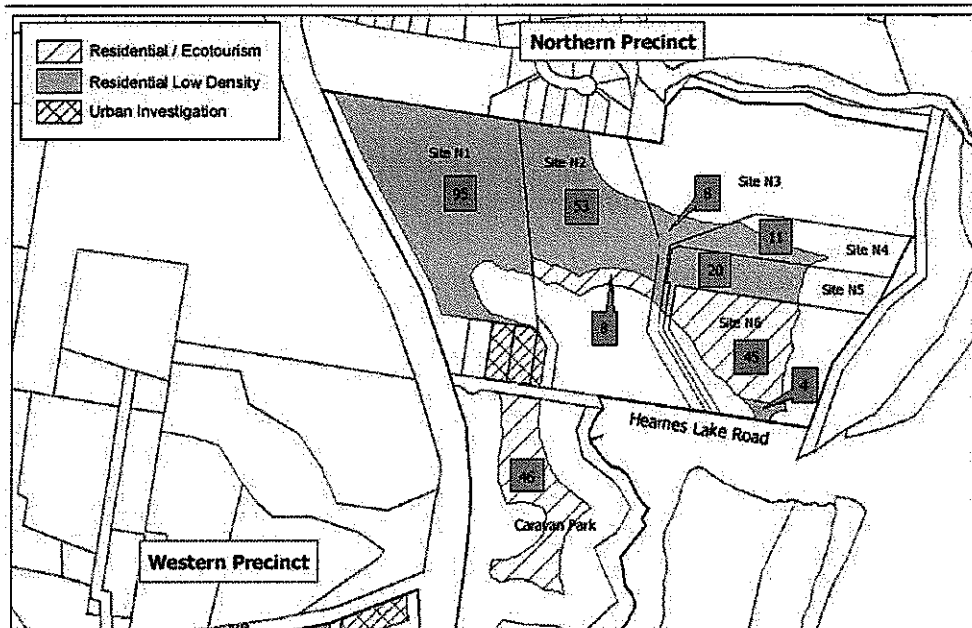 Northern Precinct
Residential / Ecotourism
Residential Low Density
Urban Investigation
Site N1
95
Site N2
53
6
Site N3
11
Site N4
20
Site N5
8
Site N6
45
4
Hearnes Lake Road
46
Caravan Park
Western Precinct